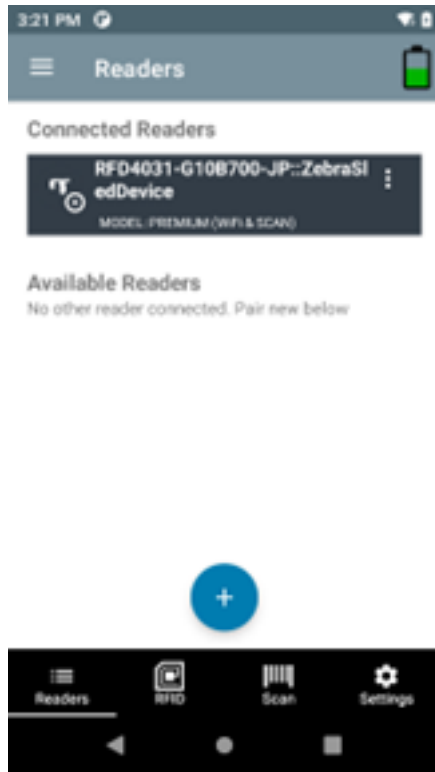 3:21 PM
Readers
Connected Readers
RFD4031-G10B700-JP::ZebraSl
edDevice
MODEL: PREMIUM (WiFi & SCAN)
Available Readers
No other reader connected. Pair new below
+
Readers RFID Scan Settings